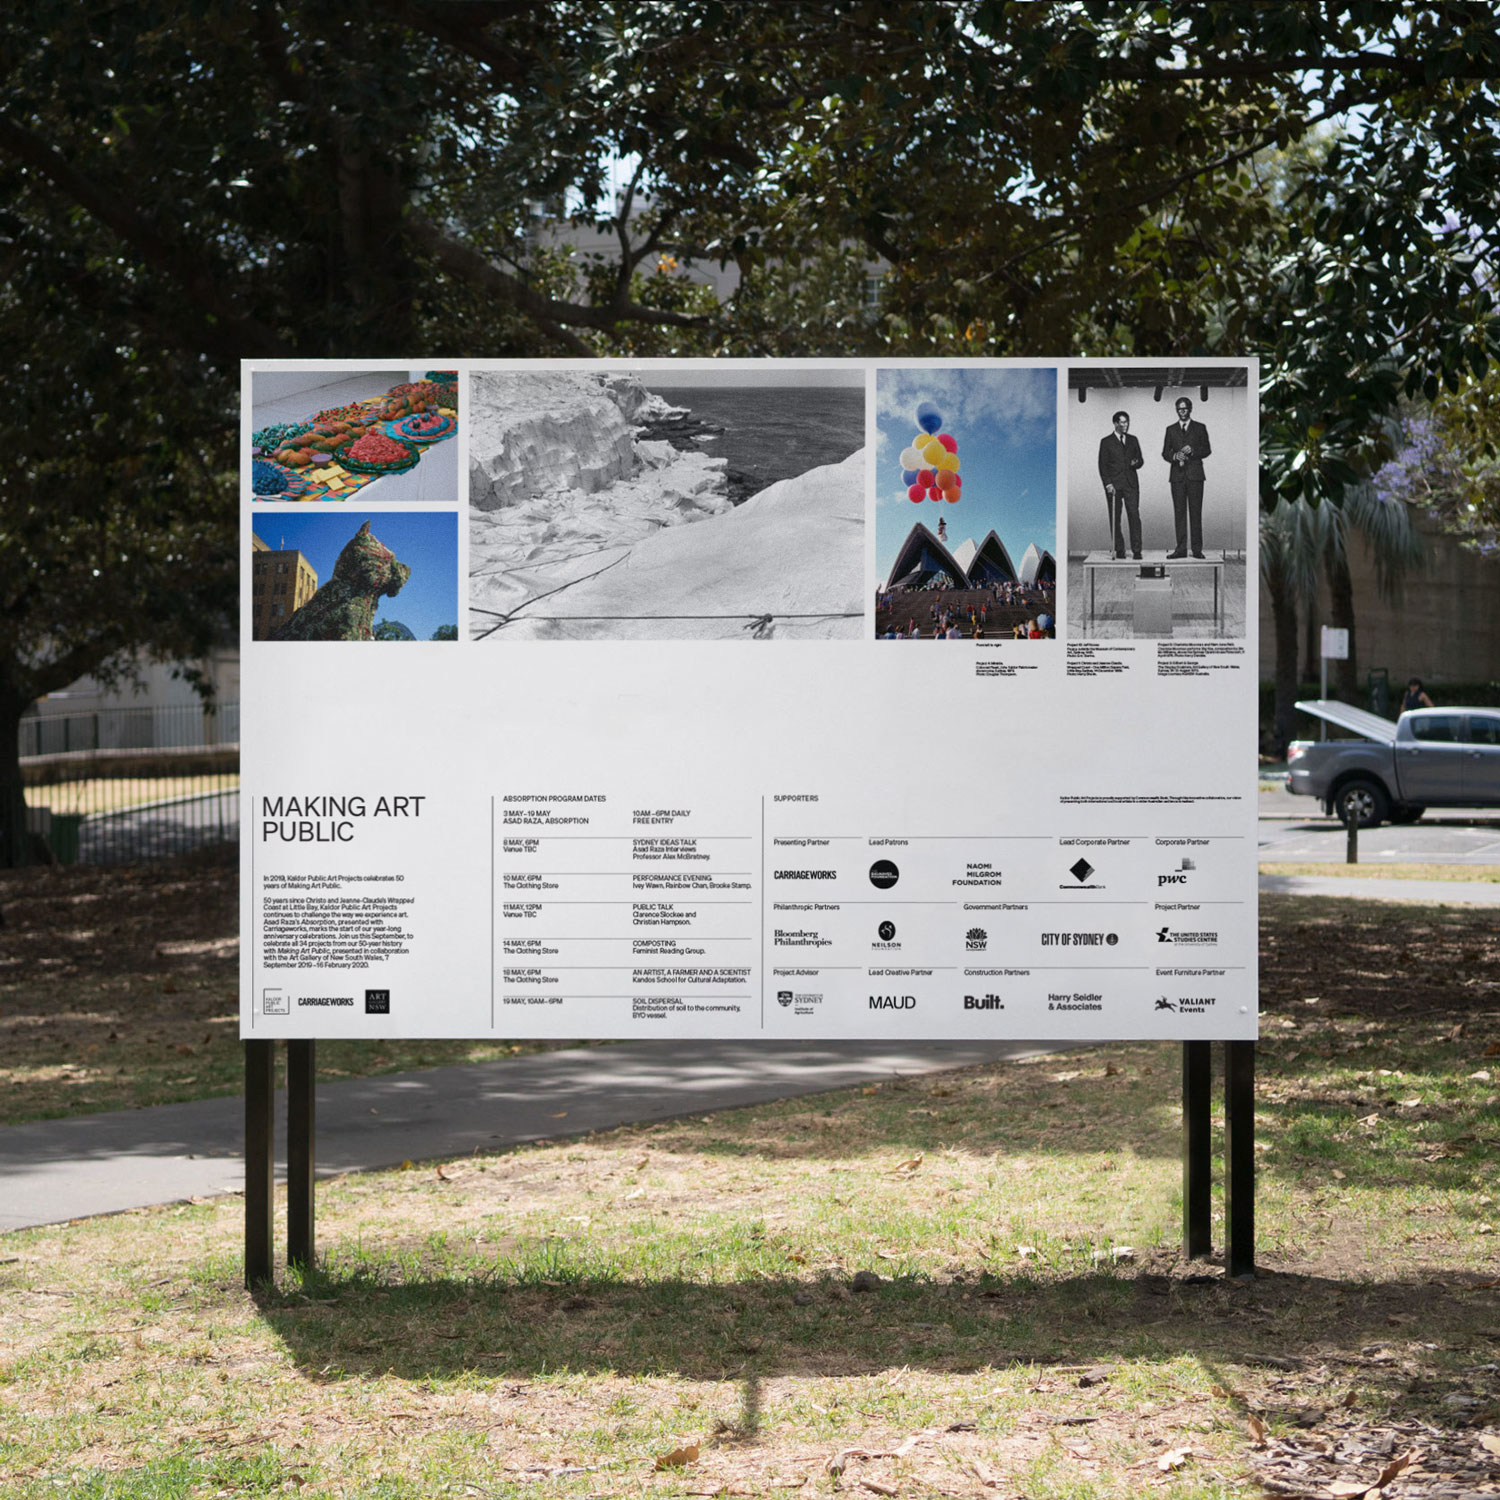 MAKING ART
PUBLIC
In 2019, Kaldor Public Art Projects celebrates 50
years of Making Art Public.
50 years since Christo and Jeanne-Claude's Wrapped
Coast at Little Bay, Kaldor Public Art Projects
continues to challenge the way we experience art.
Asad Raza's Absorption, presented with
Carriageworks, marks the start of our year-long
anniversary celebrations. Join us this September, to
celebrate all 34 projects from our 50-year history
with Making Art Public, presented in collaboration
with the Art Gallery of New South Wales, 7
September 2019–16 February 2020.
KALDOR
PUBLIC
ART
PROJECTS
CARRIAGEWORKS
ART
GALLERY
NSW
ABSORPTION PROGRAM DATES
3 MAY–19 MAY
ASAD RAZA, ABSORPTION
10AM–6PM DAILY
FREE ENTRY
8 MAY, 6PM
Venue TBC
SYDNEY IDEAS TALK
Asad Raza Interviews
Professor Alex McBratney.
10 MAY, 6PM
The Clothing Store
PERFORMANCE EVENING
Ivey Wawn, Rainbow Chan, Brooke Stamp.
11 MAY, 12PM
Venue TBC
PUBLIC TALK
Clarence Slockee and
Christian Hampson.
14 MAY, 6PM
The Clothing Store
COMPOSTING
Feminist Reading Group.
18 MAY, 6PM
The Clothing Store
AN ARTIST, A FARMER AND A SCIENTIST
Kandos School for Cultural Adaptation.
19 MAY, 10AM–6PM
SOIL DISPERSAL
Distribution of soil to the community,
BYO vessel.
SUPPORTERS
Presenting Partner
CARRIAGEWORKS
Lead Patrons
NAOMI
MILGROM
FOUNDATION
Lead Corporate Partner
CommonwealthBank
Corporate Partner
pwc
Philanthropic Partners
Bloomberg
Philanthropies
NEILSON
Government Partners
NSW
CITY OF SYDNEY
Project Partner
THE UNITED STATES
STUDIES CENTRE
Project Advisor
SYDNEY
Institute of
Agriculture
Lead Creative Partner
MAUD
Construction Partners
Built.
Harry Seidler
& Associates
Event Furniture Partner
VALIANT
Events